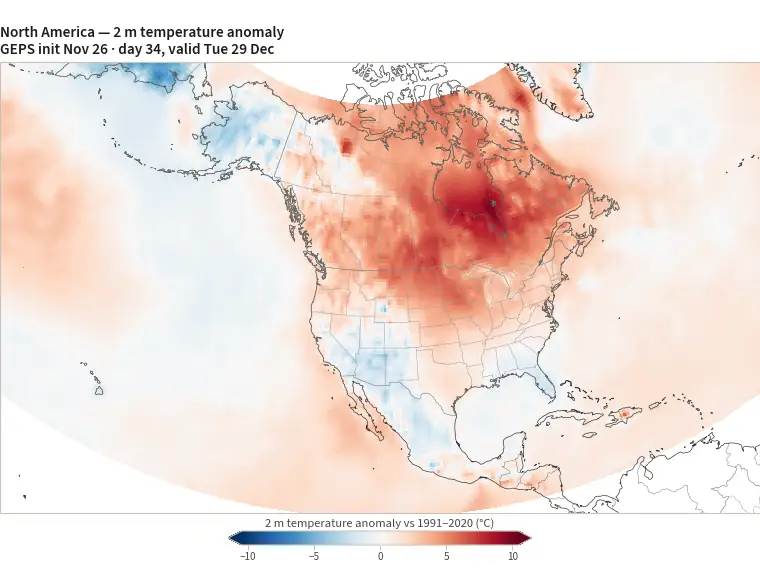 North America — 2 m temperature anomaly
GEPS init Nov 26 · day 34, valid Tue 29 Dec
2 m temperature anomaly vs 1991–2020 (°C)
−10 −5 0 5 10